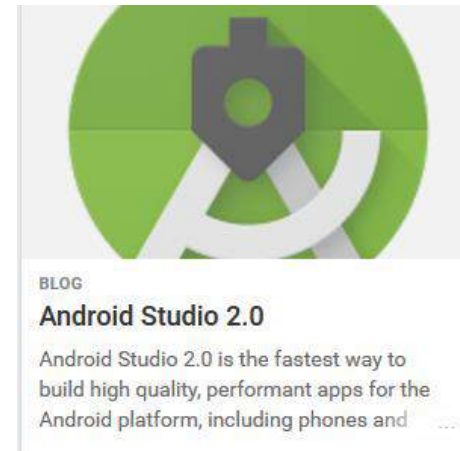 BLOG
Android Studio 2.0
Android Studio 2.0 is the fastest way to
build high quality, performant apps for the
Android platform, including phones and ...